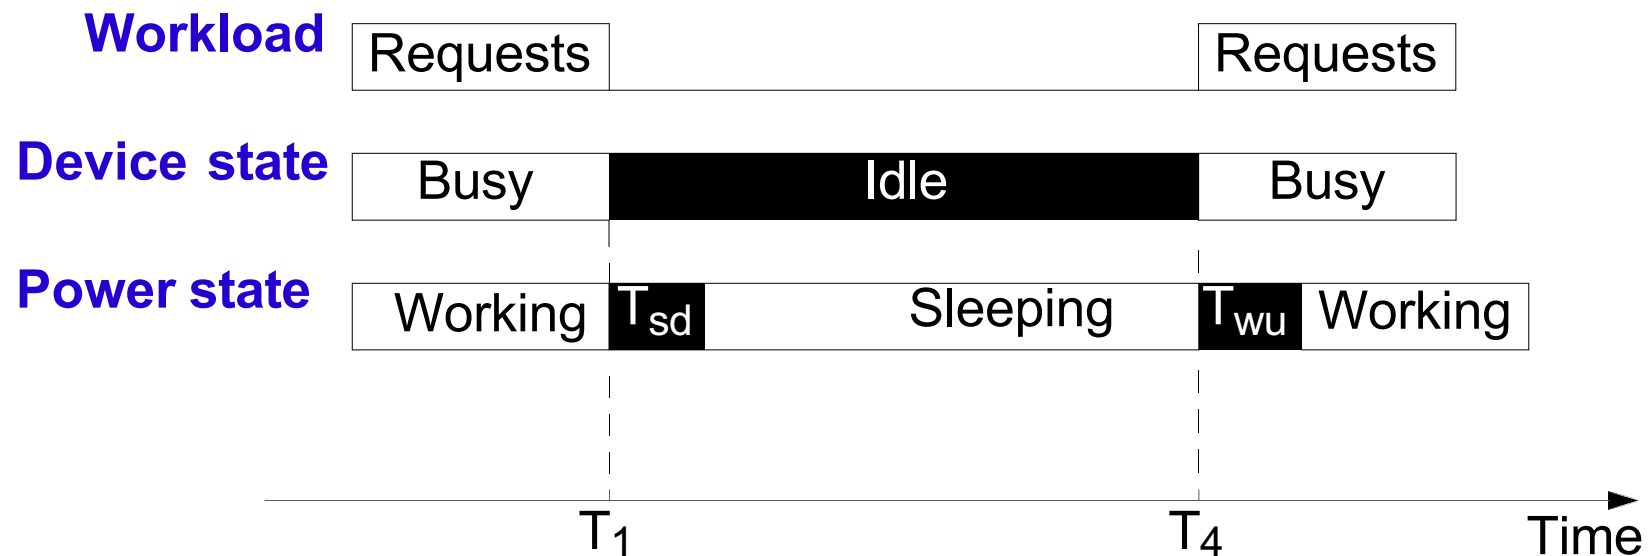 Workload Requests Requests
Device state Busy Idle Busy
Power state Working Tsd Sleeping Twu Working
T1 T4 Time